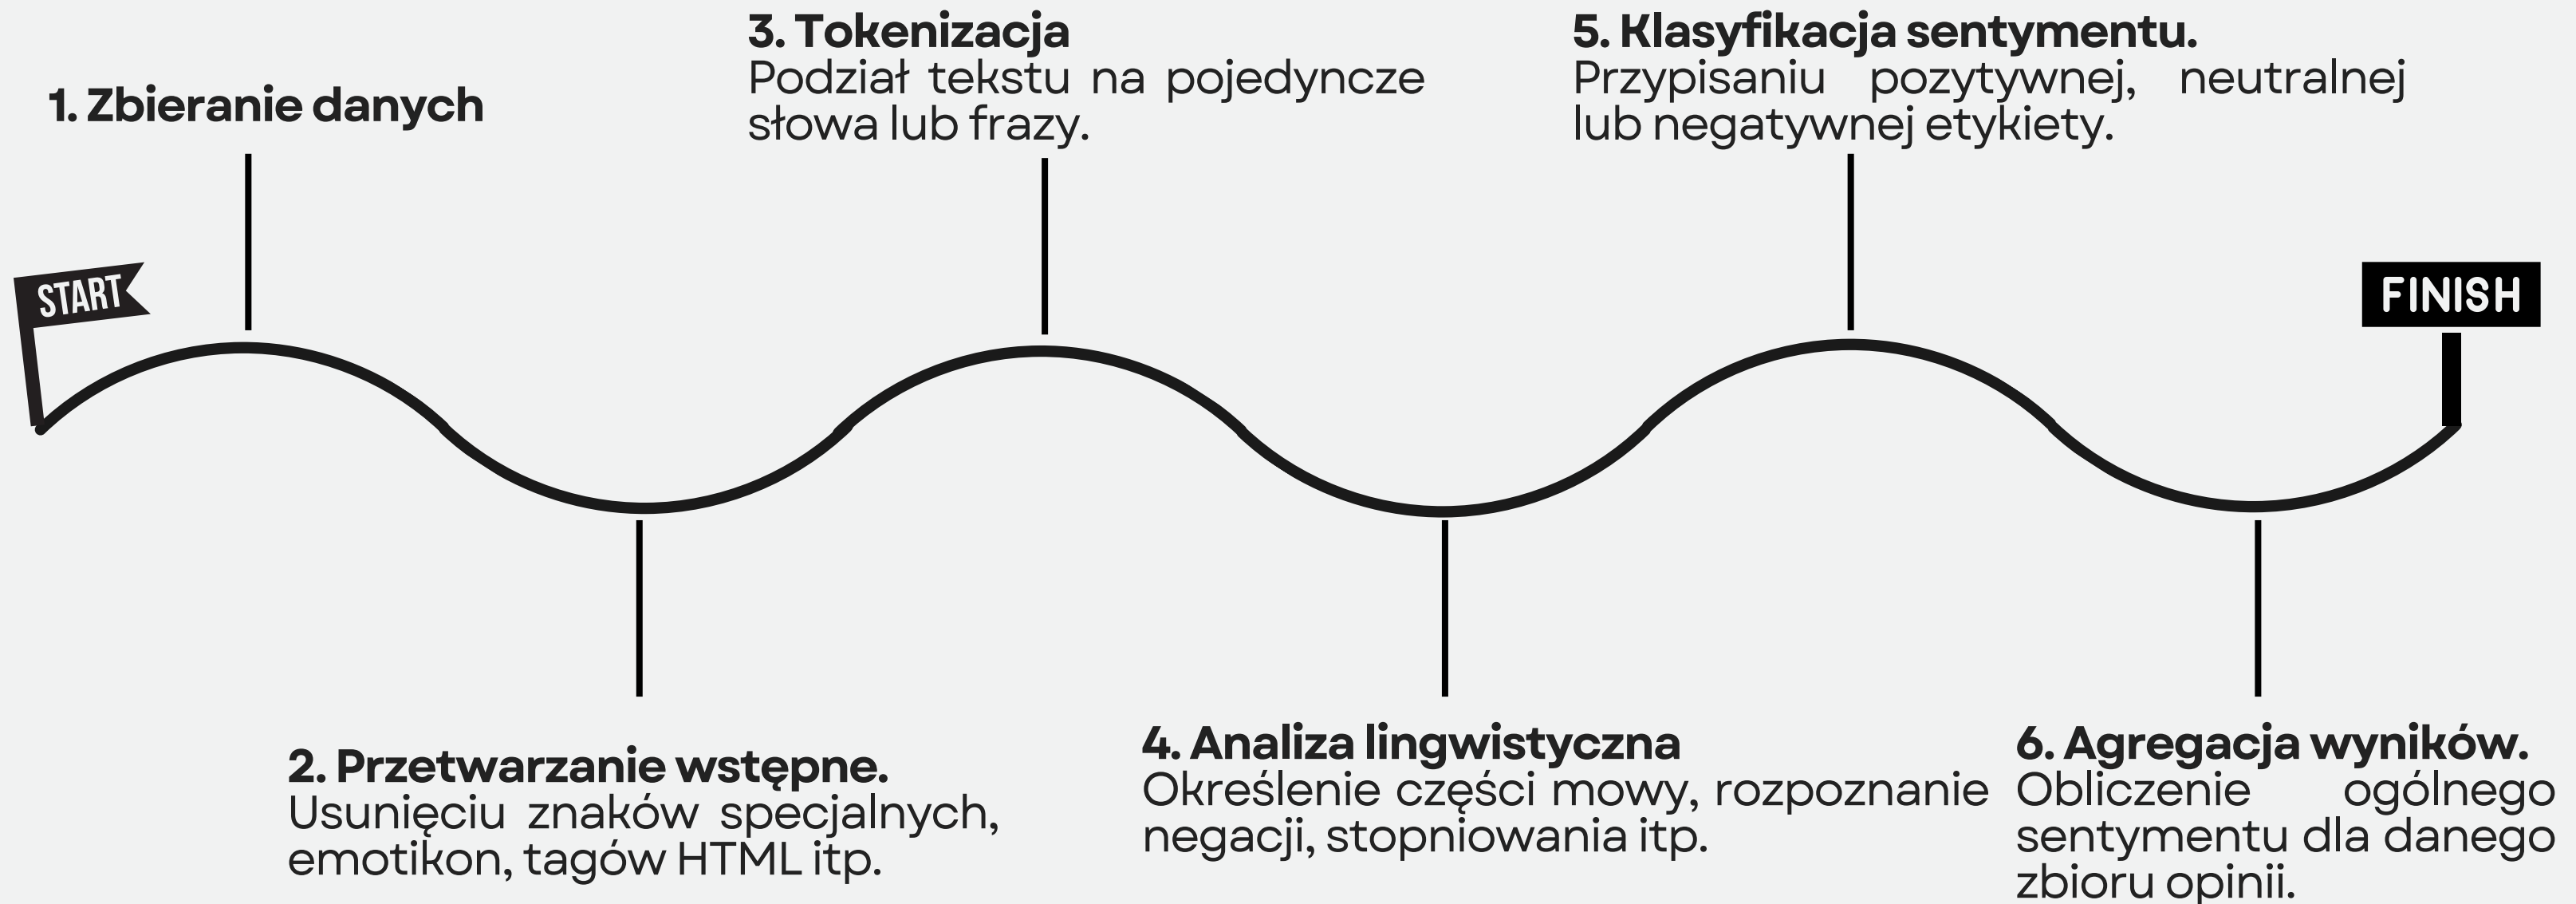 START
1. Zbieranie danych
2. Przetwarzanie wstępne.
Usunięciu znaków specjalnych,
emotikon, tagów HTML itp.
3. Tokenizacja
Podział tekstu na pojedyncze
słowa lub frazy.
4. Analiza lingwistyczna
Określenie części mowy, rozpoznanie
negacji, stopniowania itp.
5. Klasyfikacja sentymentu.
Przypisaniu pozytywnej, neutralnej
lub negatywnej etykiety.
6. Agregacja wyników.
Obliczenie ogólnego
sentymentu dla danego
zbioru opinii.
FINISH